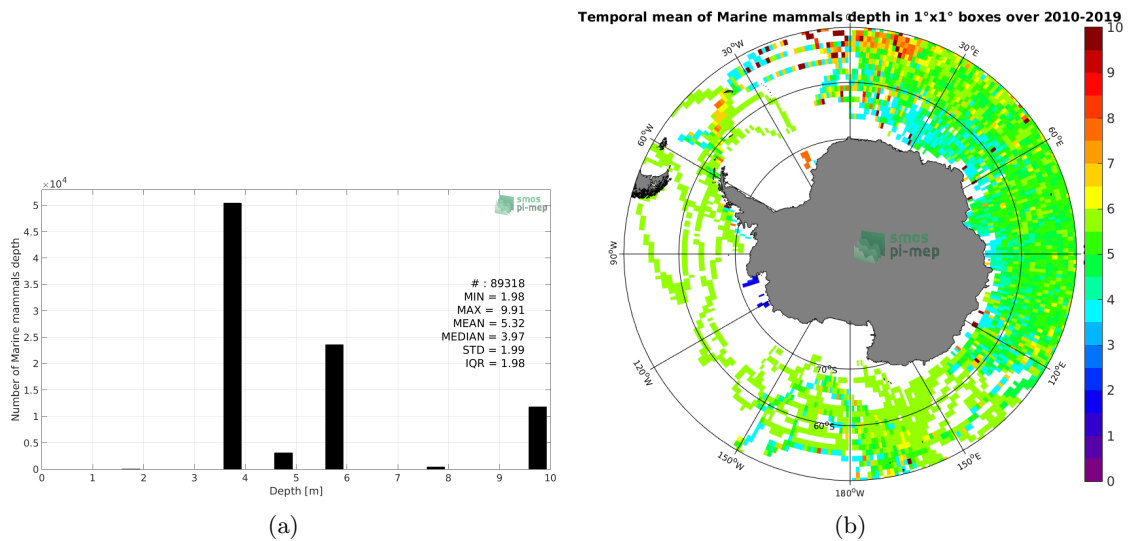 ×10⁴
5
4.5
4
3.5
3
2.5
2
1.5
1
0.5
0
Number of Marine mammals depth
smos
pi-mep
# : 89318
MIN = 1.98
MAX = 9.91
MEAN = 5.32
MEDIAN = 3.97
STD = 1.99
IQR = 1.98
0 1 2 3 4 5 6 7 8 9 10
Depth [m]
(a)
Temporal mean of Marine mammals depth in 1°x1° boxes over 2010-2019
30°W
30°E
60°W
60°E
90°W
120°W
120°E
150°W
150°E
180°W
70°S
60°S
smos
pi-mep
10
9
8
7
6
5
4
3
2
1
0
(b)